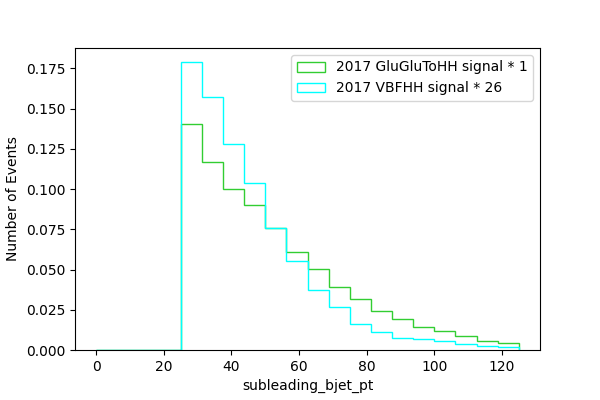 2017 GluGluToHH signal * 1
2017 VBFHH signal * 26
Number of Events
0.175
0.150
0.125
0.100
0.075
0.050
0.025
0.000
0 20 40 60 80 100 120
subleading_bjet_pt